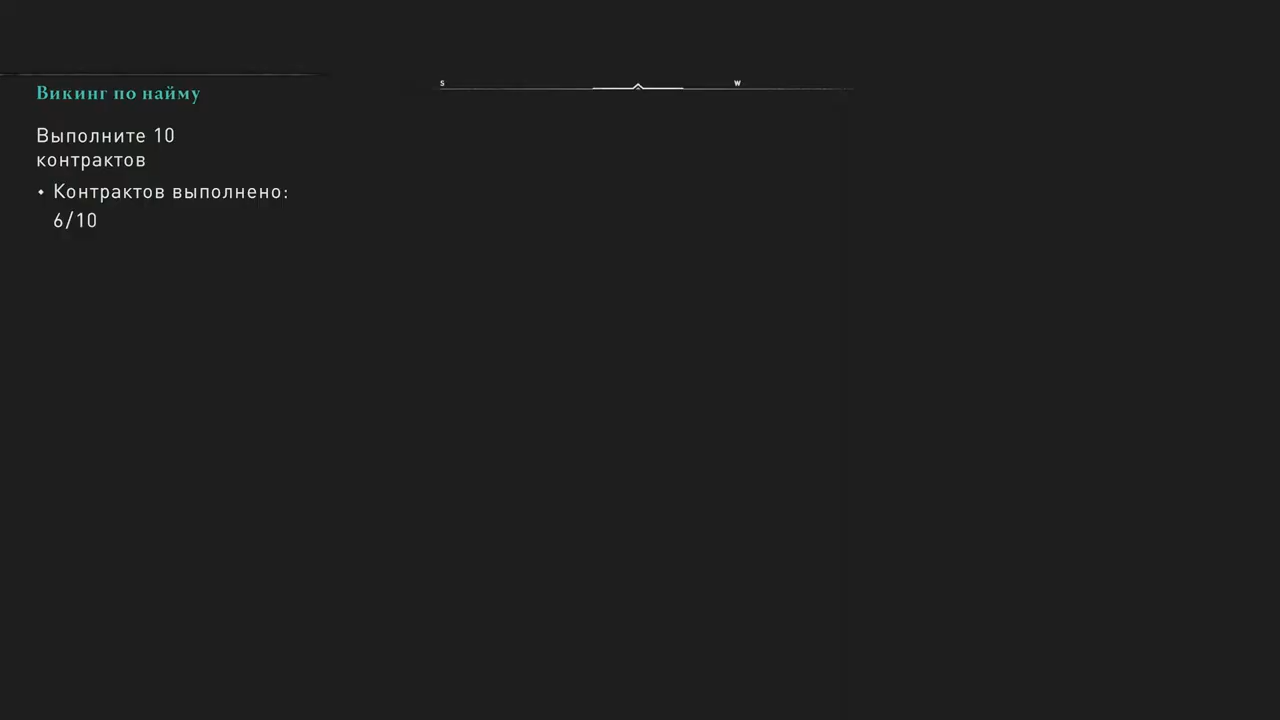 S W
Викинг по найму
Выполните 10
контрактов
• Контрактов выполнено:
6/10